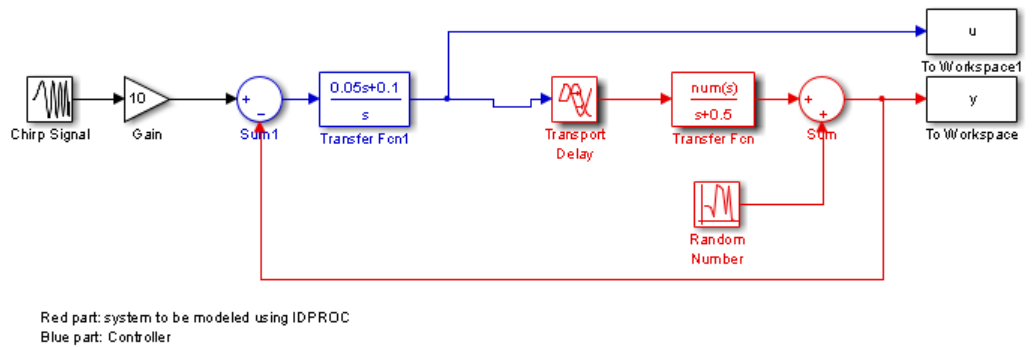 u
To Workspace1
Chirp Signal
10
Gain
+
−
Sum1
0.05s+0.1
s
Transfer Fcn1
Transport
Delay
num(s)
s+0.5
Transfer Fcn
+
+
Sum
y
To Workspace
Random
Number
Red part: system to be modeled using IDPROC
Blue part: Controller